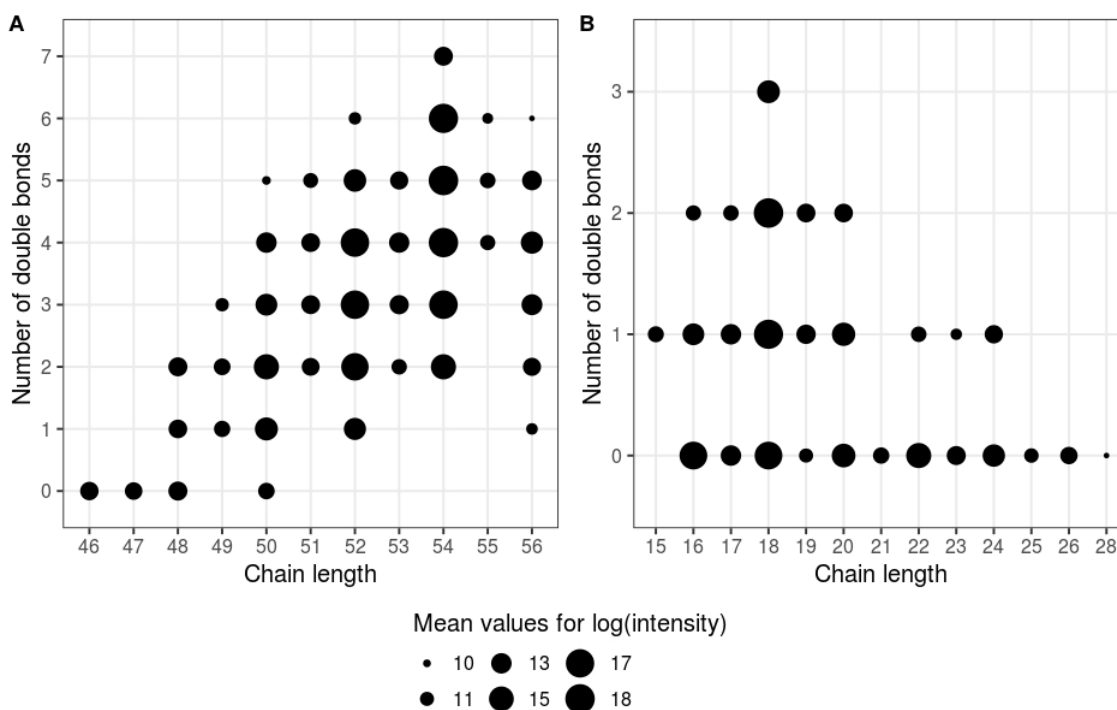 A
B
7
6
5
4
3
2
1
0
Number of double bonds
46 47 48 49 50 51 52 53 54 55 56
Chain length
3
2
1
0
Number of double bonds
15 16 17 18 19 20 21 22 23 24 25 26 28
Chain length
Mean values for log(intensity)
10 13 17
11 15 18